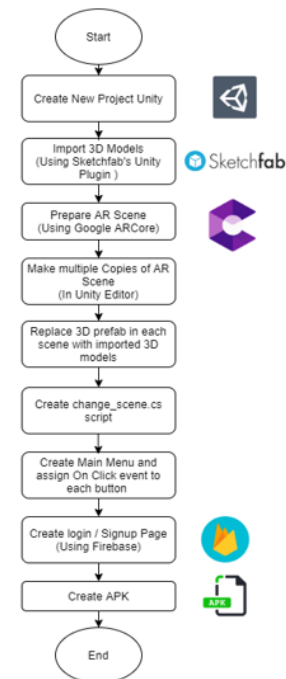 Start
Create New Project Unity
Import 3D Models
(Using Sketchfab's Unity
Plugin )
Sketchfab
Prepare AR Scene
(Using Google ARCore)
Make multiple Copies of AR
Scene
(In Unity Editor)
Replace 3D prefab in each
scene with imported 3D
models
Create change_scene.cs
script
Create Main Menu and
assign On Click event to
each button
Create login / Signup Page
(Using Firebase)
Create APK
APK
End